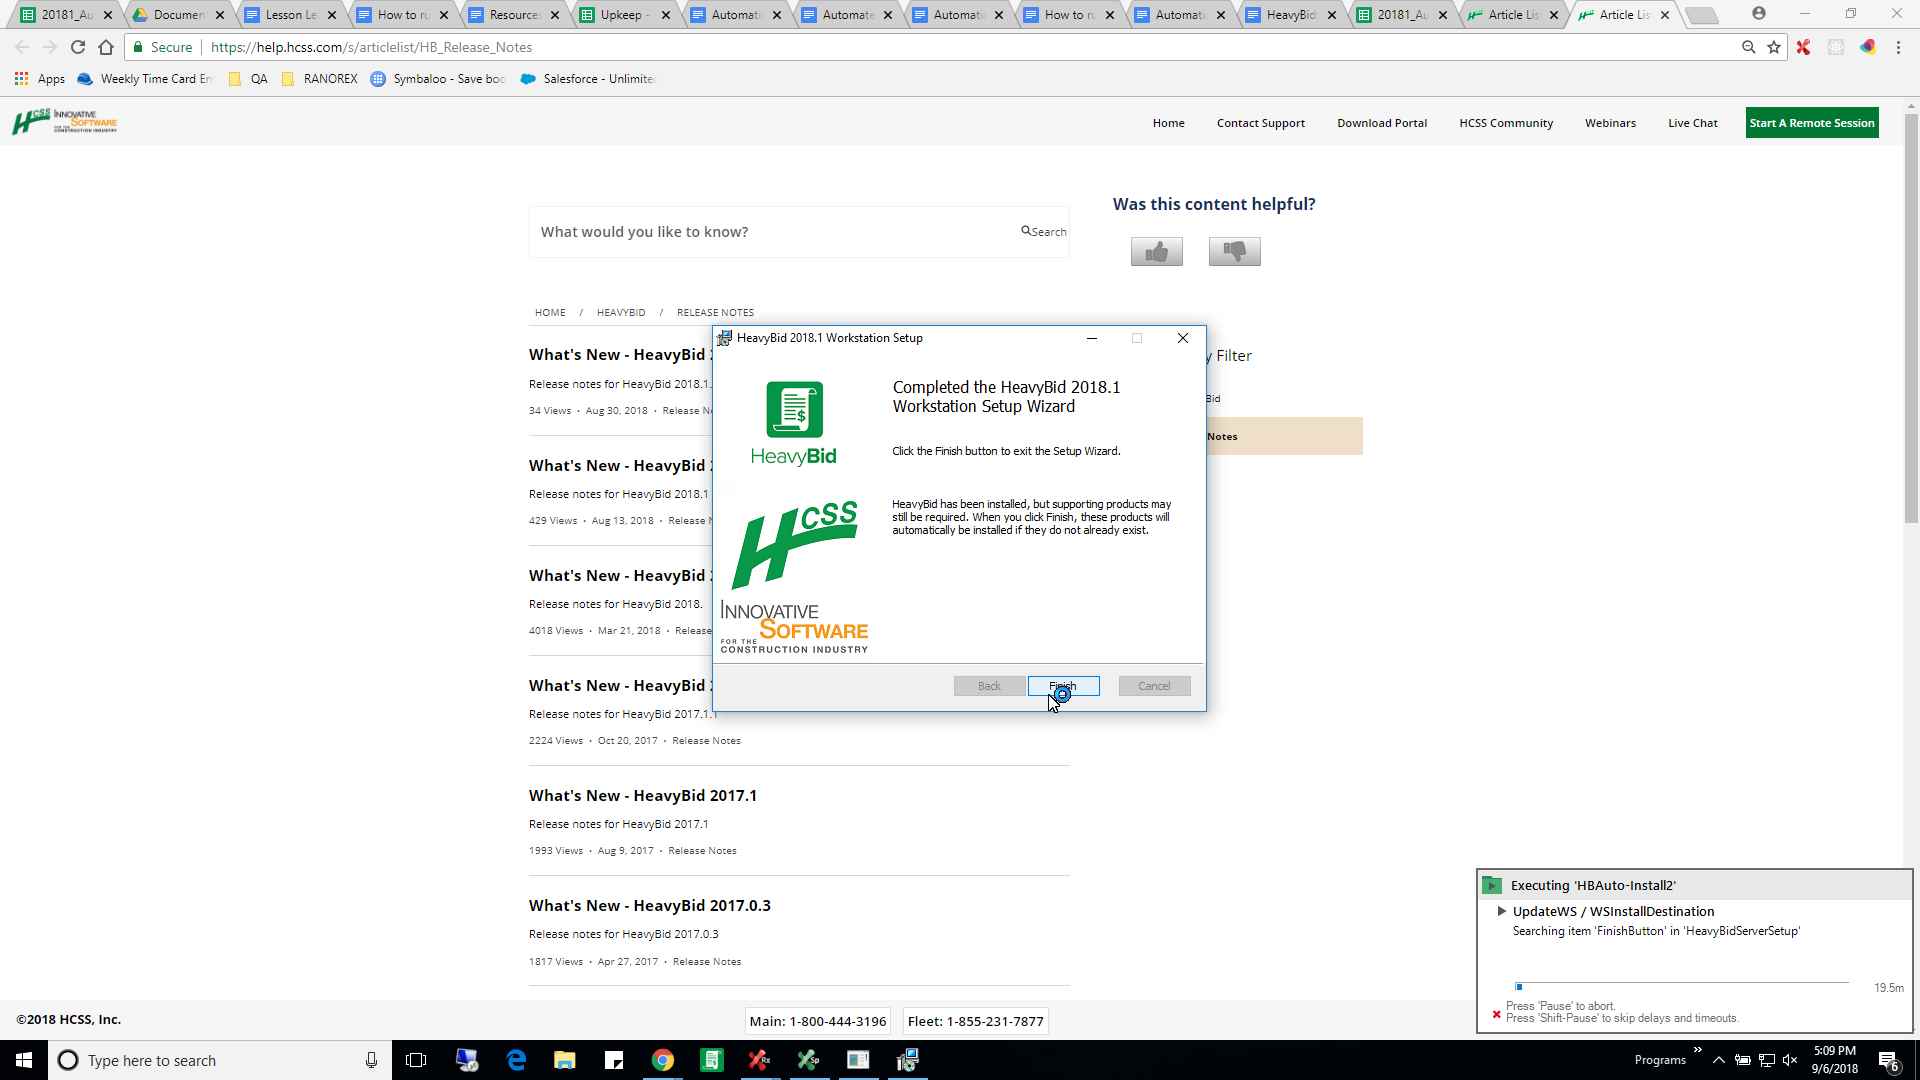 20181_Au
Document
Lesson Le
How to ru
Resources
Upkeep -
Automati
Automate
Automati
How to ru
Automati
HeavyBid
20181_Au
Article Lis
Article Lis
Secure
https://help.hcss.com/s/articlelist/HB_Release_Notes
Apps
Weekly Time Card En
QA
RANOREX
Symbaloo - Save boo
Salesforce - Unlimite
HCSS INNOVATIVE
SOFTWARE
FOR THE
CONSTRUCTION INDUSTRY
Home
Contact Support
Download Portal
HCSS Community
Webinars
Live Chat
Start A Remote Session
What would you like to know?
Search
Was this content helpful?
HOME / HEAVYBID / RELEASE NOTES
What's New - HeavyBid 2
Release notes for HeavyBid 2018.1.
34 Views • Aug 30, 2018 • Release No
What's New - HeavyBid 2
Release notes for HeavyBid 2018.1
429 Views • Aug 13, 2018 • Release N
What's New - HeavyBid 2
Release notes for HeavyBid 2018.
4018 Views • Mar 21, 2018 • Release
What's New - HeavyBid 2
Release notes for HeavyBid 2017.1.1
2224 Views • Oct 20, 2017 • Release Notes
What's New - HeavyBid 2017.1
Release notes for HeavyBid 2017.1
1993 Views • Aug 9, 2017 • Release Notes
What's New - HeavyBid 2017.0.3
Release notes for HeavyBid 2017.0.3
1817 Views • Apr 27, 2017 • Release Notes
y Filter
Bid
Notes
HeavyBid 2018.1 Workstation Setup
HeavyBid
HCSS
INNOVATIVE
SOFTWARE
FOR THE
CONSTRUCTION INDUSTRY
Completed the HeavyBid 2018.1
Workstation Setup Wizard
Click the Finish button to exit the Setup Wizard.
HeavyBid has been installed, but supporting products may
still be required. When you click Finish, these products will
automatically be installed if they do not already exist.
Back
Finish
Cancel
Executing 'HBAuto-Install2'
UpdateWS / WSInstallDestination
Searching item 'FinishButton' in 'HeavyBidServerSetup'
19.5m
Press 'Pause' to abort.
Press 'Shift-Pause' to skip delays and timeouts.
©2018 HCSS, Inc.
Main: 1-800-444-3196
Fleet: 1-855-231-7877
Type here to search
Rx
Sp
Programs
5:09 PM
9/6/2018
6